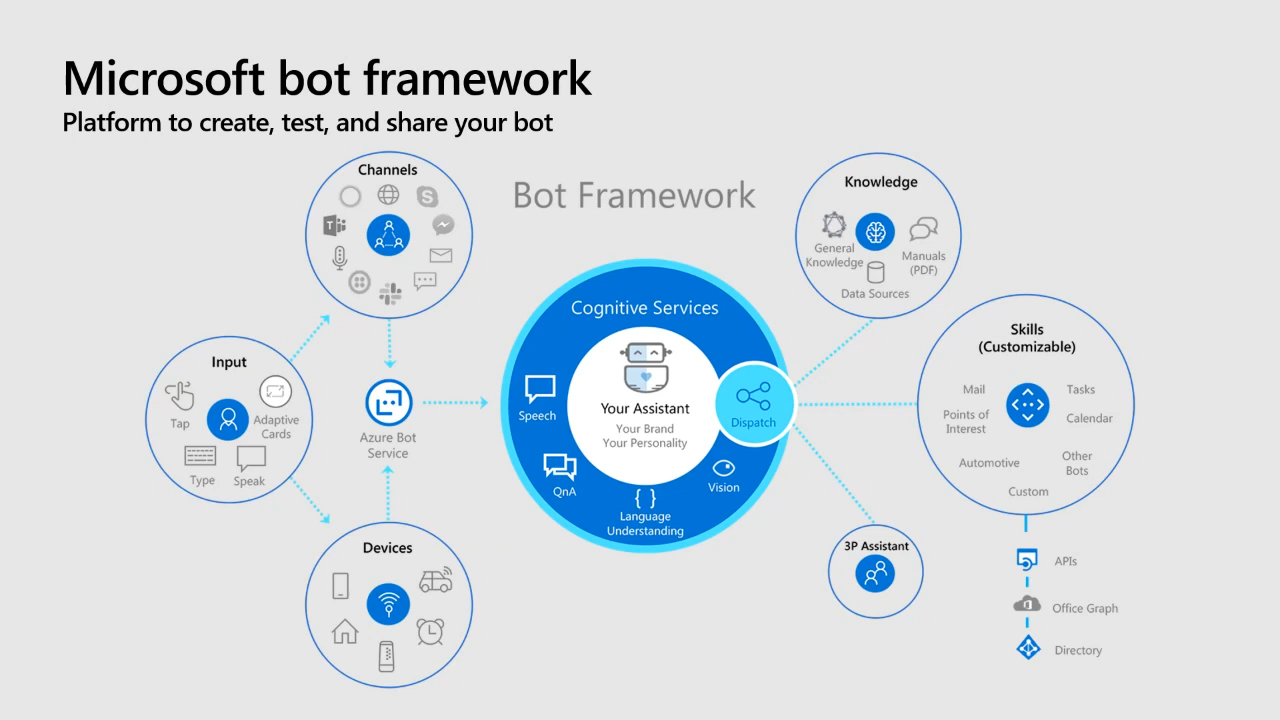 Microsoft bot framework
Platform to create, test, and share your bot
Bot Framework
Channels
Input
Tap
Adaptive
Cards
Type
Speak
Devices
Azure Bot
Service
Cognitive Services
Your Assistant
Your Brand
Your Personality
Speech
QnA
{ }
Language
Understanding
Vision
Dispatch
Knowledge
General
Knowledge
Manuals
(PDF)
Data Sources
Skills
(Customizable)
Mail
Tasks
Points of
Interest
Calendar
Automotive
Other
Bots
Custom
3P Assistant
APIs
Office Graph
Directory